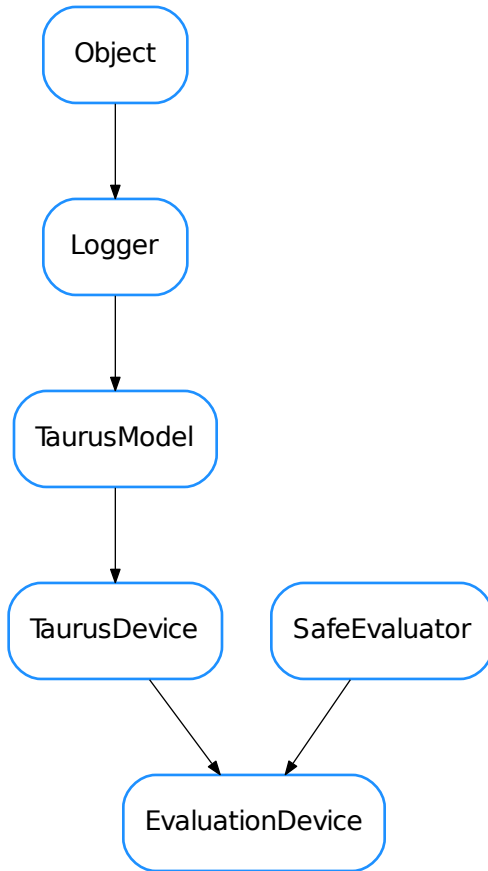 Object
Logger
TaurusModel
TaurusDevice
SafeEvaluator
EvaluationDevice